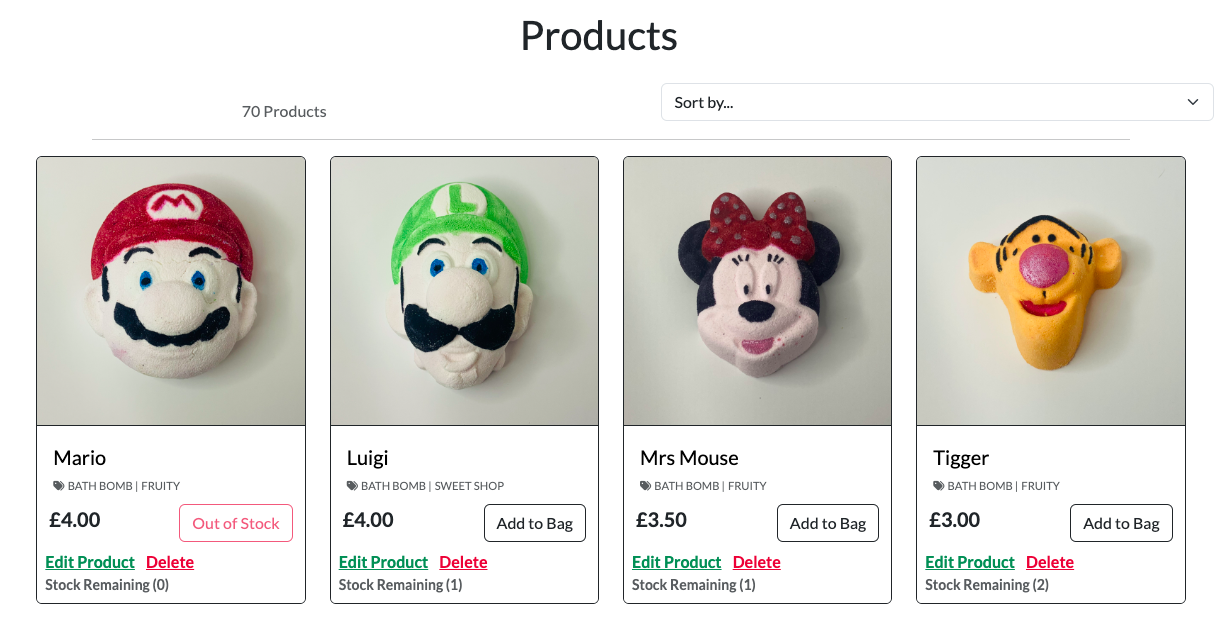 Products
70 Products
Sort by...
M
L
Mario
BATH BOMB | FRUITY
£4.00
Out of Stock
Edit Product Delete
Stock Remaining (0)
Luigi
BATH BOMB | SWEET SHOP
£4.00
Add to Bag
Edit Product Delete
Stock Remaining (1)
Mrs Mouse
BATH BOMB | FRUITY
£3.50
Add to Bag
Edit Product Delete
Stock Remaining (1)
Tigger
BATH BOMB | FRUITY
£3.00
Add to Bag
Edit Product Delete
Stock Remaining (2)